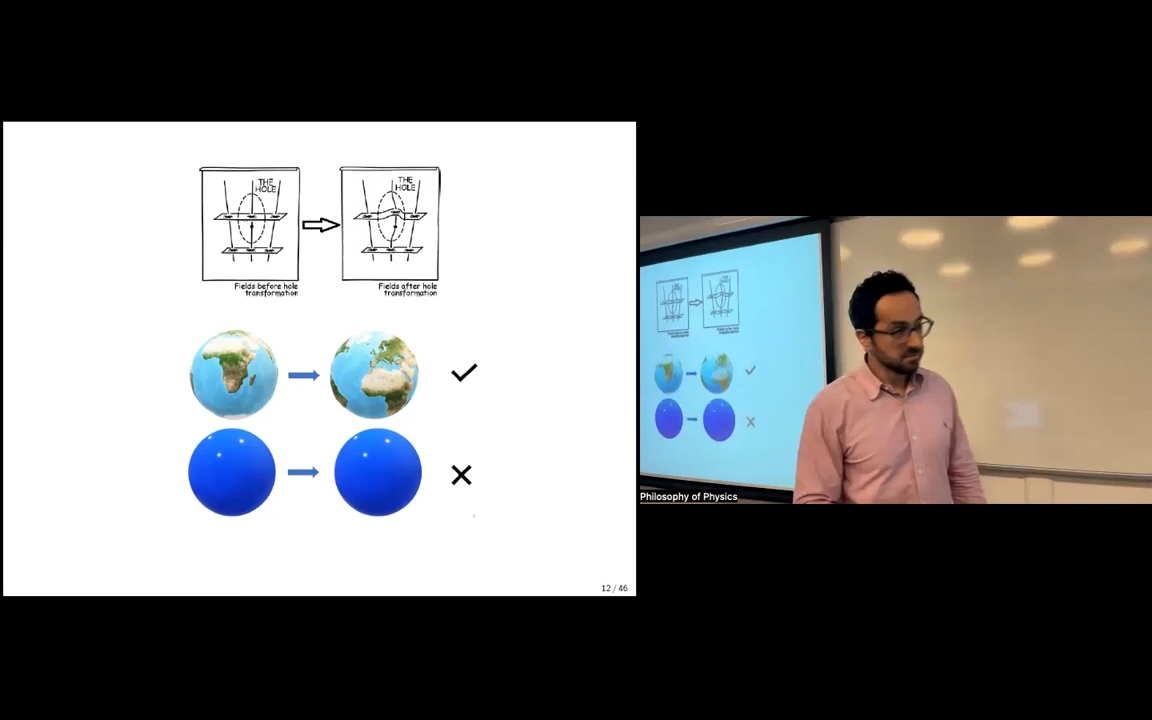 THE
HOLE
THE
HOLE
Fields before hole
transformation
Fields after hole
transformation
12 / 46
Philosophy of Physics